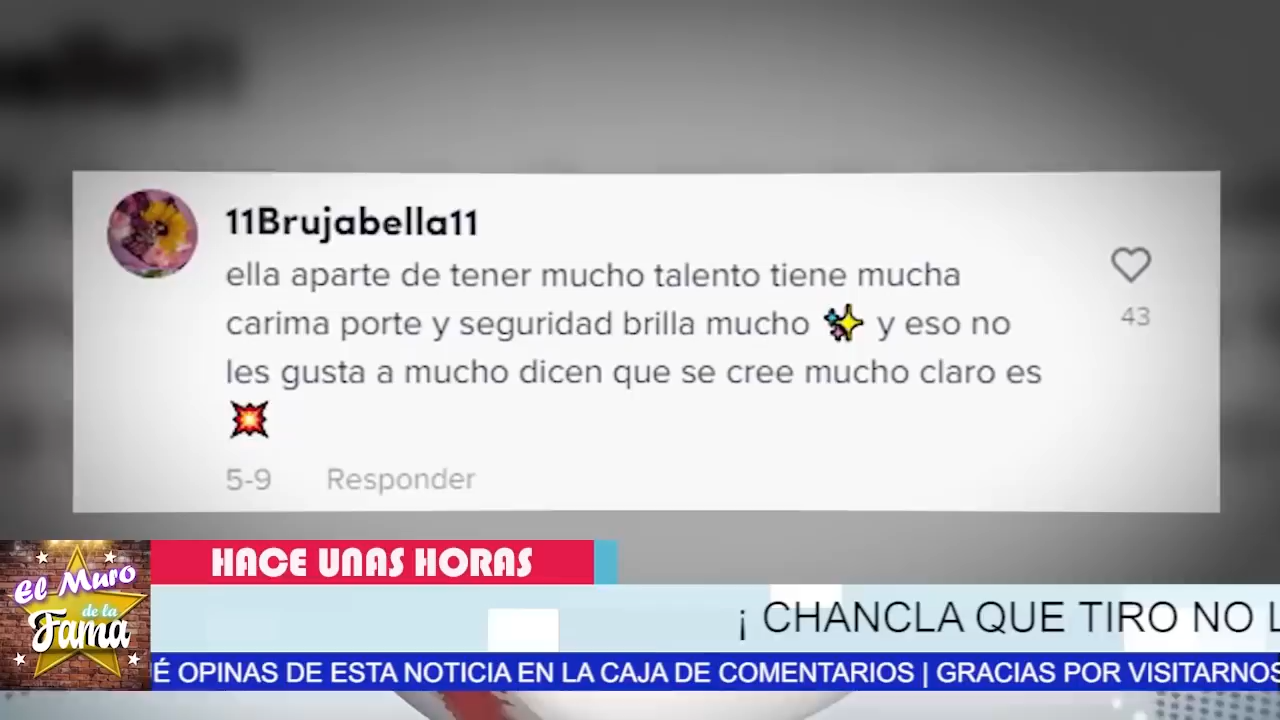 11Brujabella11
ella aparte de tener mucho talento tiene mucha
carima porte y seguridad brilla mucho ✨ y eso no
les gusta a mucho dicen que se cree mucho claro es
💥
43
5-9 Responder
El Muro
de la
Fama
HACE UNAS HORAS
¡ CHANCLA QUE TIRO NO L
É OPINAS DE ESTA NOTICIA EN LA CAJA DE COMENTARIOS | GRACIAS POR VISITARNOS